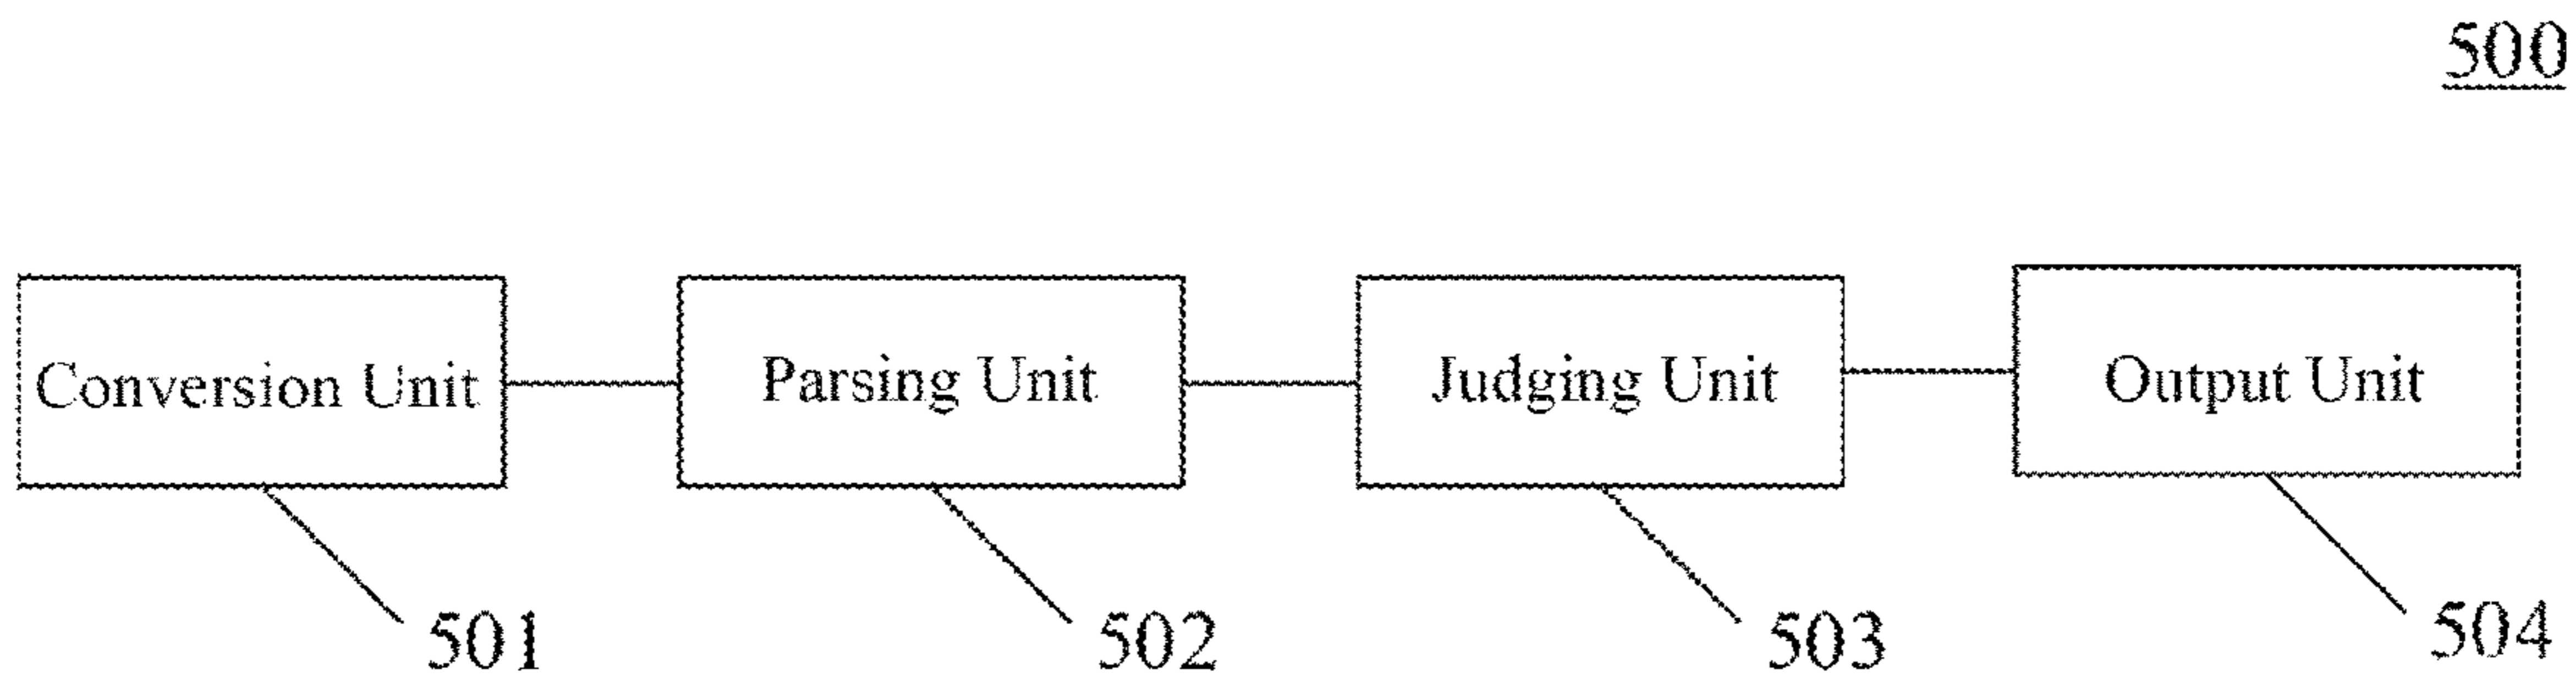 500
Conversion Unit
Parsing Unit
Judging Unit
Output Unit
501
502
503
504